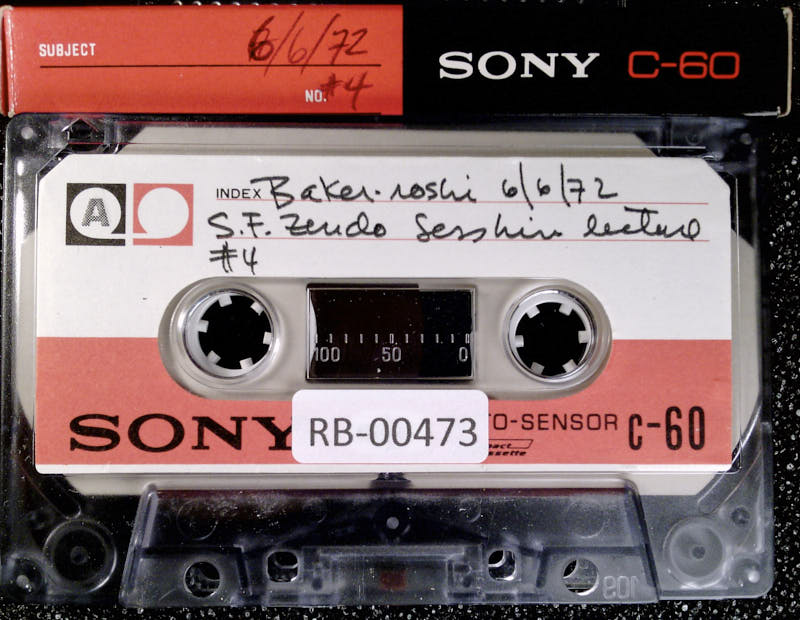 SUBJECT 6/6/72
NO. #4
SONY C-60
A
INDEX Baker-roshi 6/6/72
S.F. Zendo Sesshin lecture
#4
100 50 0
SONY RB-00473 TO-SENSOR C-60